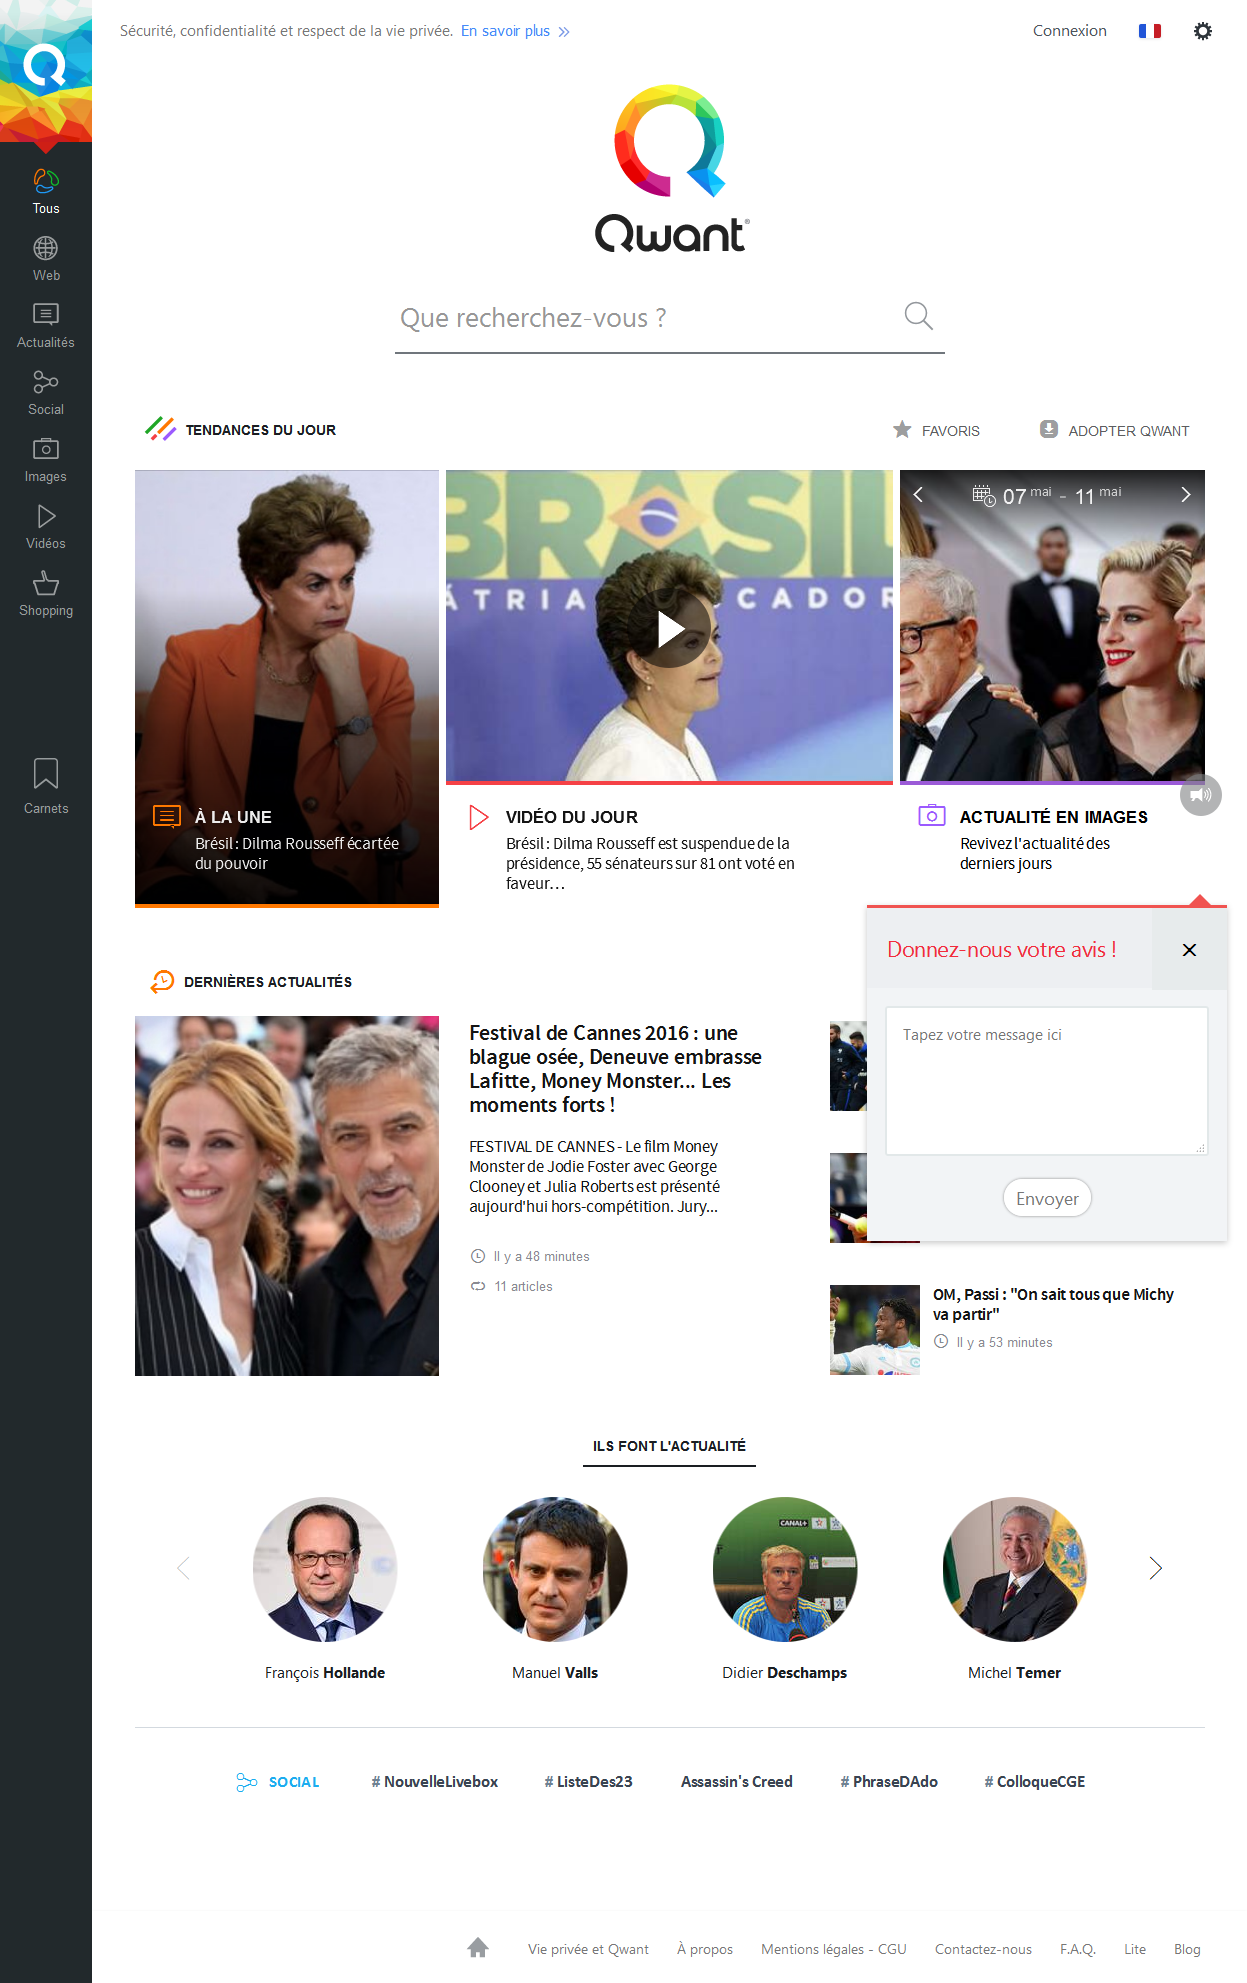 Sécurité, confidentialité et respect de la vie privée. En savoir plus »
Connexion
Qwant®
Que recherchez-vous ?
Tous
Web
Actualités
Social
Images
Vidéos
Shopping
Carnets
TENDANCES DU JOUR
FAVORIS
ADOPTER QWANT
BRASIL
ÁTRIA
CADOR
07 mai - 11 mai
À LA UNE
Brésil : Dilma Rousseff écartée
du pouvoir
VIDÉO DU JOUR
Brésil : Dilma Rousseff est suspendue de la
présidence, 55 sénateurs sur 81 ont voté en
faveur…
ACTUALITÉ EN IMAGES
Revivez l'actualité des
derniers jours
Donnez-nous votre avis !
Tapez votre message ici
Envoyer
DERNIÈRES ACTUALITÉS
Festival de Cannes 2016 : une
blague osée, Deneuve embrasse
Lafitte, Money Monster... Les
moments forts !
FESTIVAL DE CANNES - Le film Money
Monster de Jodie Foster avec George
Clooney et Julia Roberts est présenté
aujourd'hui hors-compétition. Jury...
Il y a 48 minutes
11 articles
OM, Passi : "On sait tous que Michy
va partir"
Il y a 53 minutes
ILS FONT L'ACTUALITÉ
CANAL+
François Hollande
Manuel Valls
Didier Deschamps
Michel Temer
SOCIAL
# NouvelleLivebox
# ListeDes23
Assassin's Creed
# PhraseDAdo
# ColloqueCGE
Vie privée et Qwant
À propos
Mentions légales - CGU
Contactez-nous
F.A.Q.
Lite
Blog